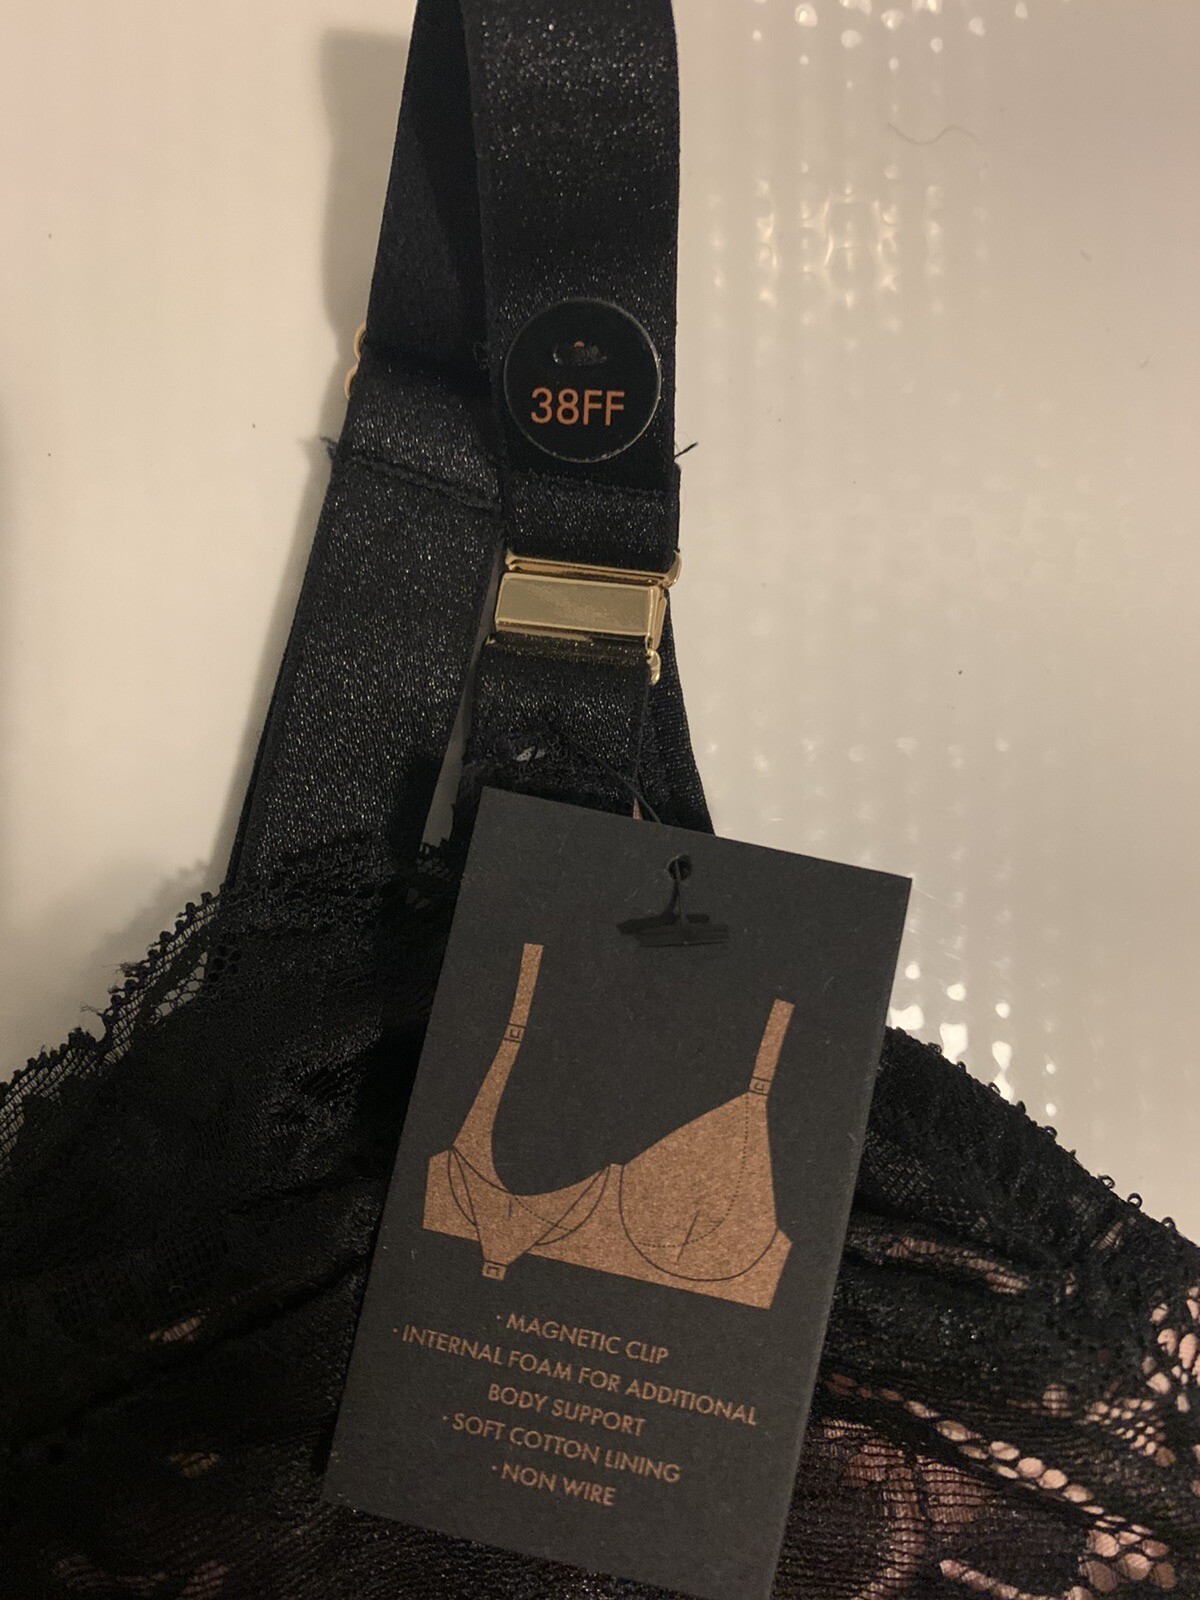 38FF
· MAGNETIC CLIP
· INTERNAL FOAM FOR ADDITIONAL
BODY SUPPORT
· SOFT COTTON LINING
· NON WIRE